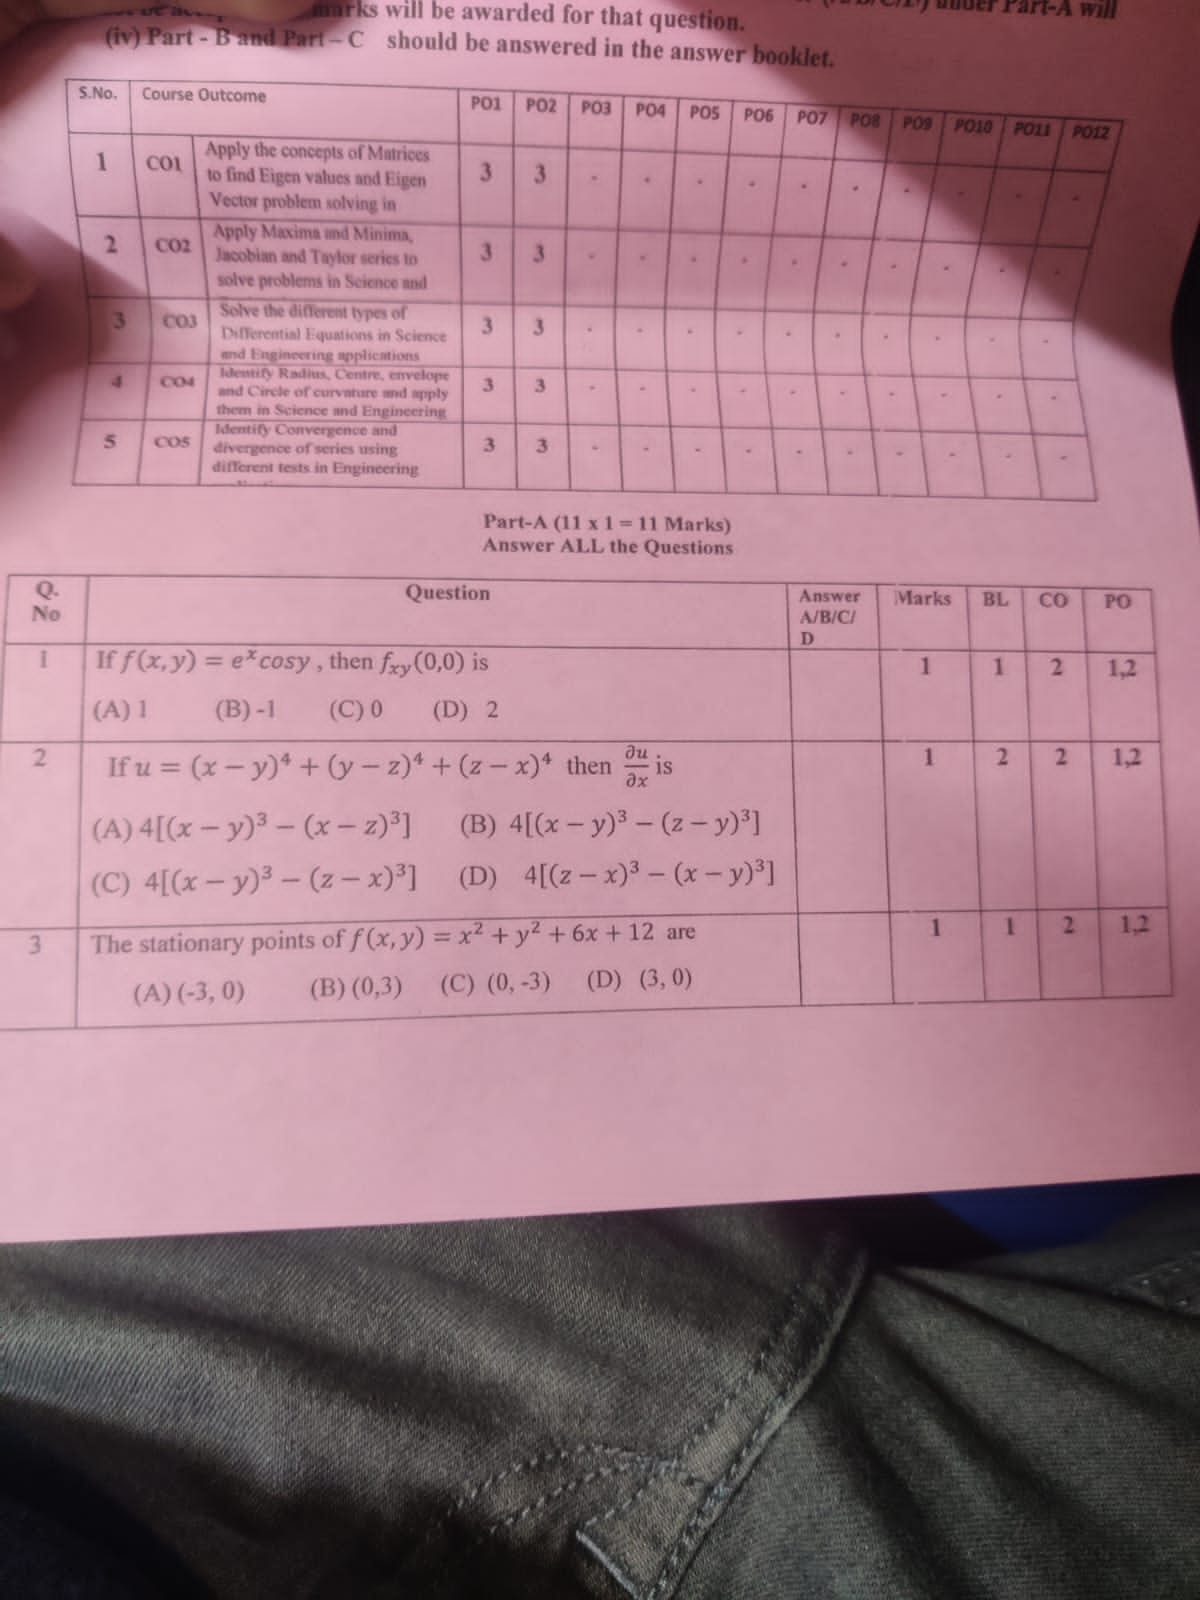 marks will be awarded for that question.
under Part-A will
(iv) Part - B and Part – C should be answered in the answer booklet.
S.No. Course Outcome PO1 PO2 PO3 PO4 PO5 PO6 PO7 PO8 PO9 PO10 PO11 PO12
1 CO1 Apply the concepts of Matrices
to find Eigen values and Eigen
Vector problem solving in
3 3 - - - - - - - - - -
2 CO2 Apply Maxima and Minima,
Jacobian and Taylor series to
solve problems in Science and
3 3 - - - - - - - - - -
3 CO3 Solve the different types of
Differential Equations in Science
and Engineering applications
3 3 - - - - - - - - - -
4 CO4 Identify Radius, Centre, envelope
and Circle of curvature and apply
them in Science and Engineering
3 3 - - - - - - - - - -
5 CO5 Identify Convergence and
divergence of series using
different tests in Engineering
3 3 - - - - - - - - - -
Part-A (11 x 1 = 11 Marks)
Answer ALL the Questions
Q. No Question Answer A/B/C/D Marks BL CO PO
1 If f(x,y) = eˣcosy , then fₓᵧ(0,0) is 1 1 2 1,2
(A) 1 (B) -1 (C) 0 (D) 2
2 If u = (x − y)⁴ + (y − z)⁴ + (z − x)⁴ then ∂u/∂x is 1 2 2 1,2
(A) 4[(x − y)³ − (x − z)³] (B) 4[(x − y)³ − (z − y)³]
(C) 4[(x − y)³ − (z − x)³] (D) 4[(z − x)³ − (x − y)³]
3 The stationary points of f(x,y) = x² + y² + 6x + 12 are 1 1 2 1,2
(A) (-3, 0) (B) (0,3) (C) (0, -3) (D) (3, 0)